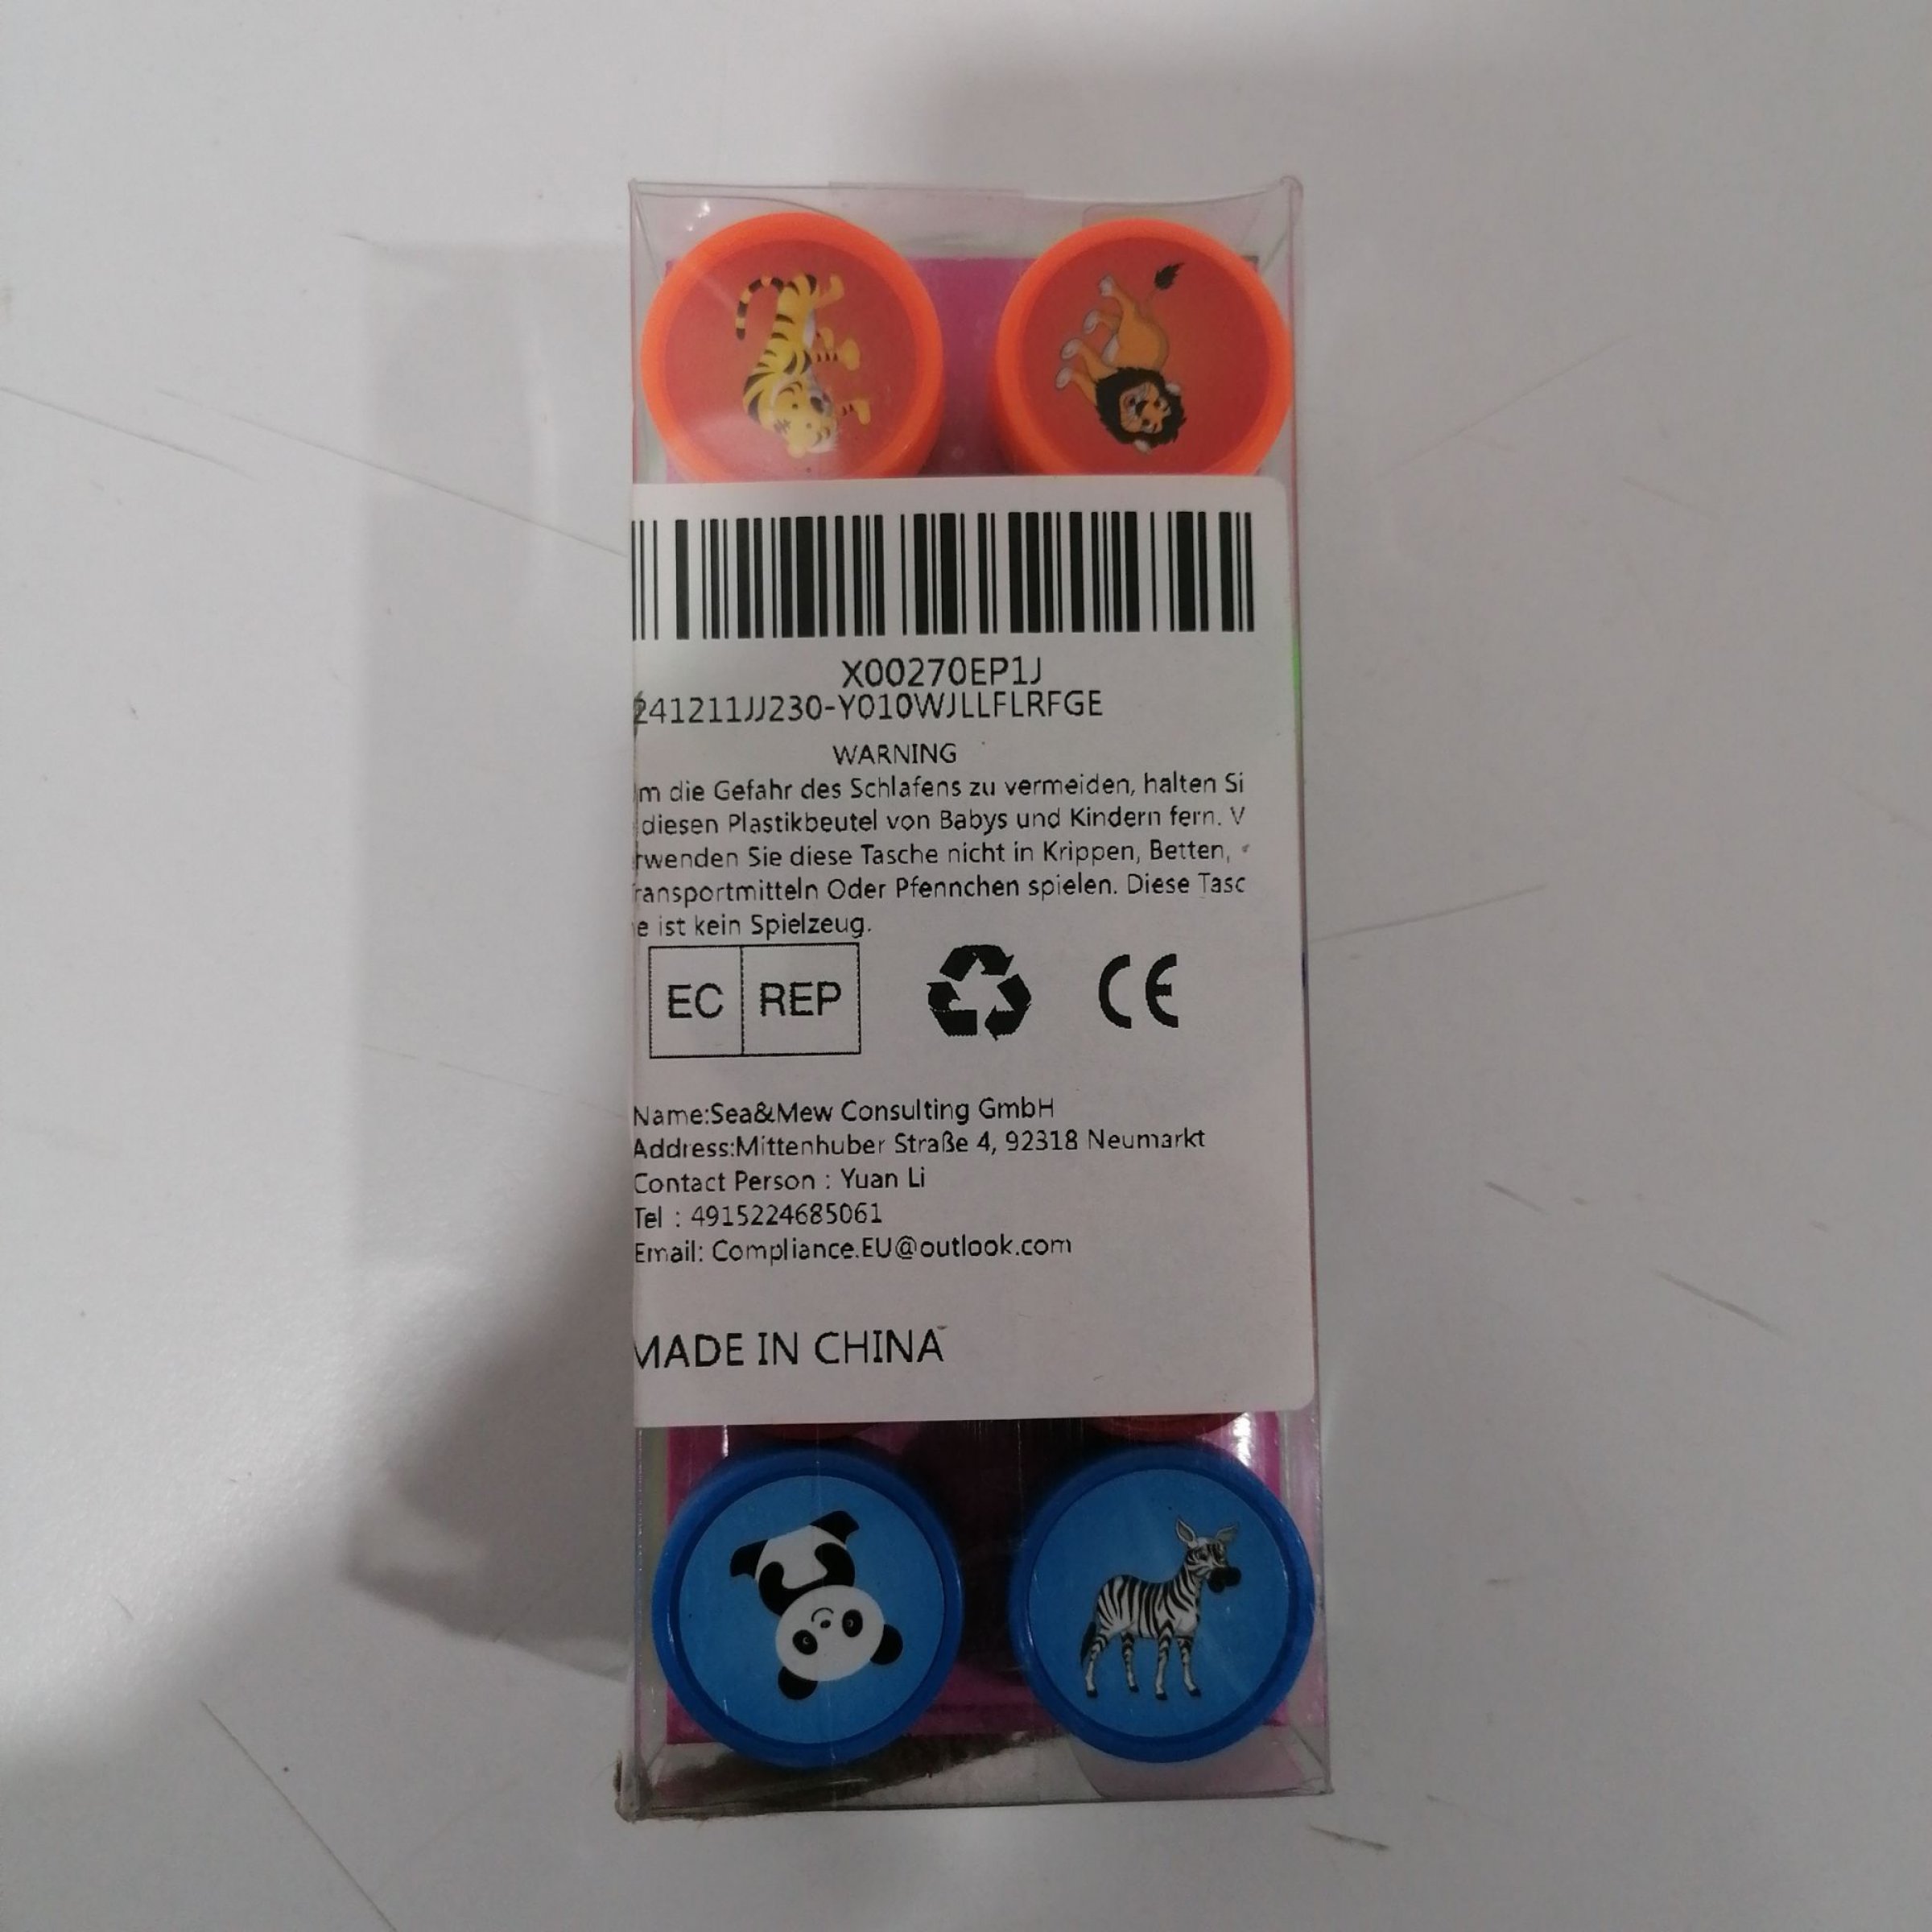 X00270EP1J
241211JJ230-Y010WJLLFLRFGE
WARNING
m die Gefahr des Schlafens zu vermeiden, halten Si
diesen Plastikbeutel von Babys und Kindern fern. V
rwenden Sie diese Tasche nicht in Krippen, Betten,
ransportmitteln Oder Pfennchen spielen. Diese Tasc
e ist kein Spielzeug.
EC REP CE
Name:Sea&Mew Consulting GmbH
Address:Mittenhuber Straße 4, 92318 Neumarkt
Contact Person : Yuan Li
Tel : 4915224685061
Email: Compliance.EU@outlook.com
MADE IN CHINA